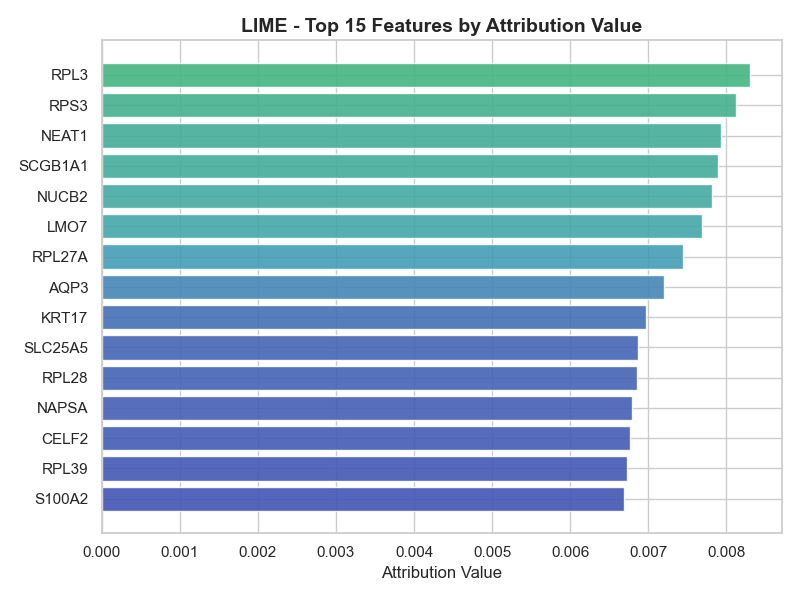 LIME - Top 15 Features by Attribution Value
RPL3
RPS3
NEAT1
SCGB1A1
NUCB2
LMO7
RPL27A
AQP3
KRT17
SLC25A5
RPL28
NAPSA
CELF2
RPL39
S100A2
0.000 0.001 0.002 0.003 0.004 0.005 0.006 0.007 0.008
Attribution Value